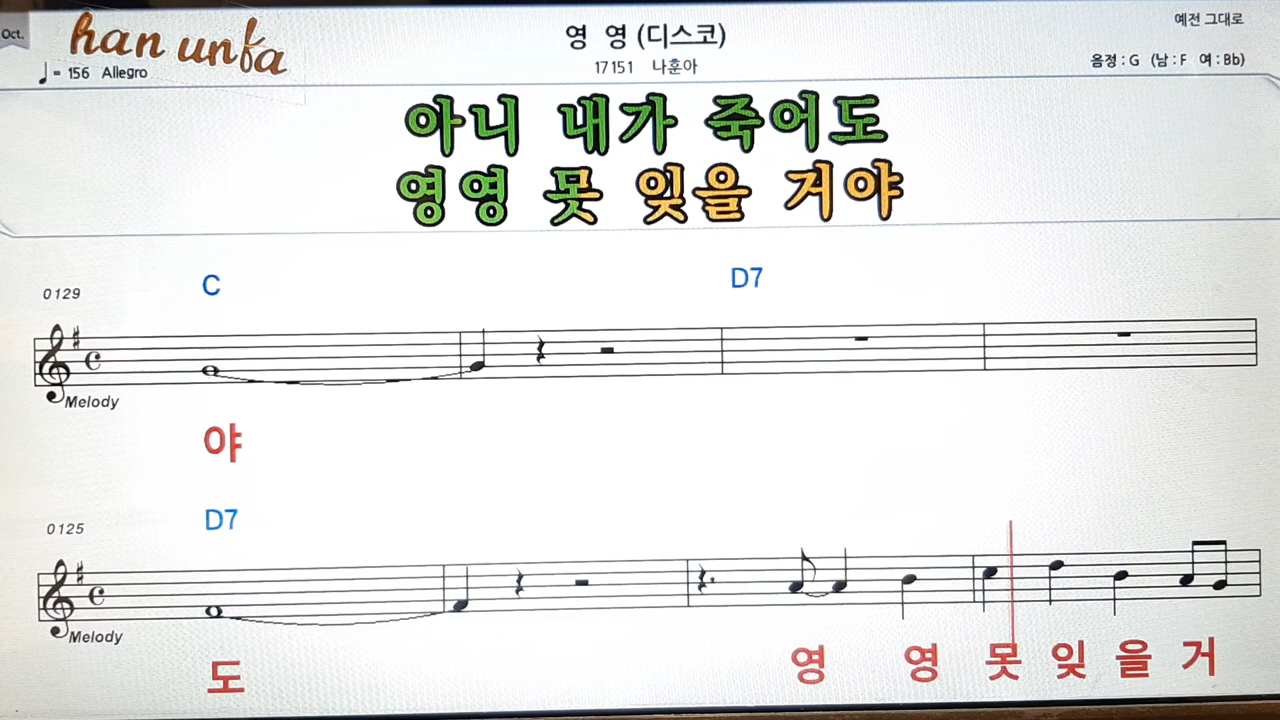 Oct.
han unfa
♩= 156 Allegro
영 영 (디스코)
17151 나훈아
예전 그대로
음정 : G (남 : F 여 : Bb)
아니 내가 죽어도
영영 못 잊을 거야
0129
C
D7
Melody
야
0125
D7
Melody
도 영 영 못 잊 을 거